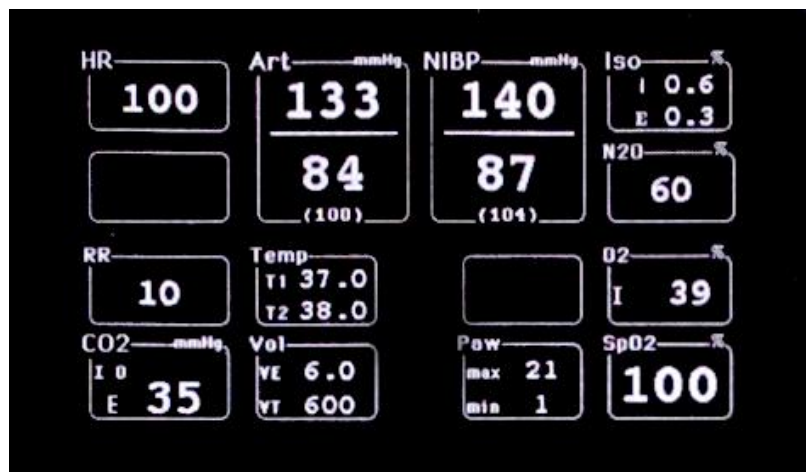 HR Art mmHg NIBP mmHg Iso %
100 133 140 I 0.6
E 0.3
84 87 N2O %
(100) (104) 60
RR Temp O2 %
10 T1 37.0 I 39
T2 38.0
CO2 mmHg Vol Paw SpO2 %
I 0 VE 6.0 max 21 100
E 35 VT 600 min 1